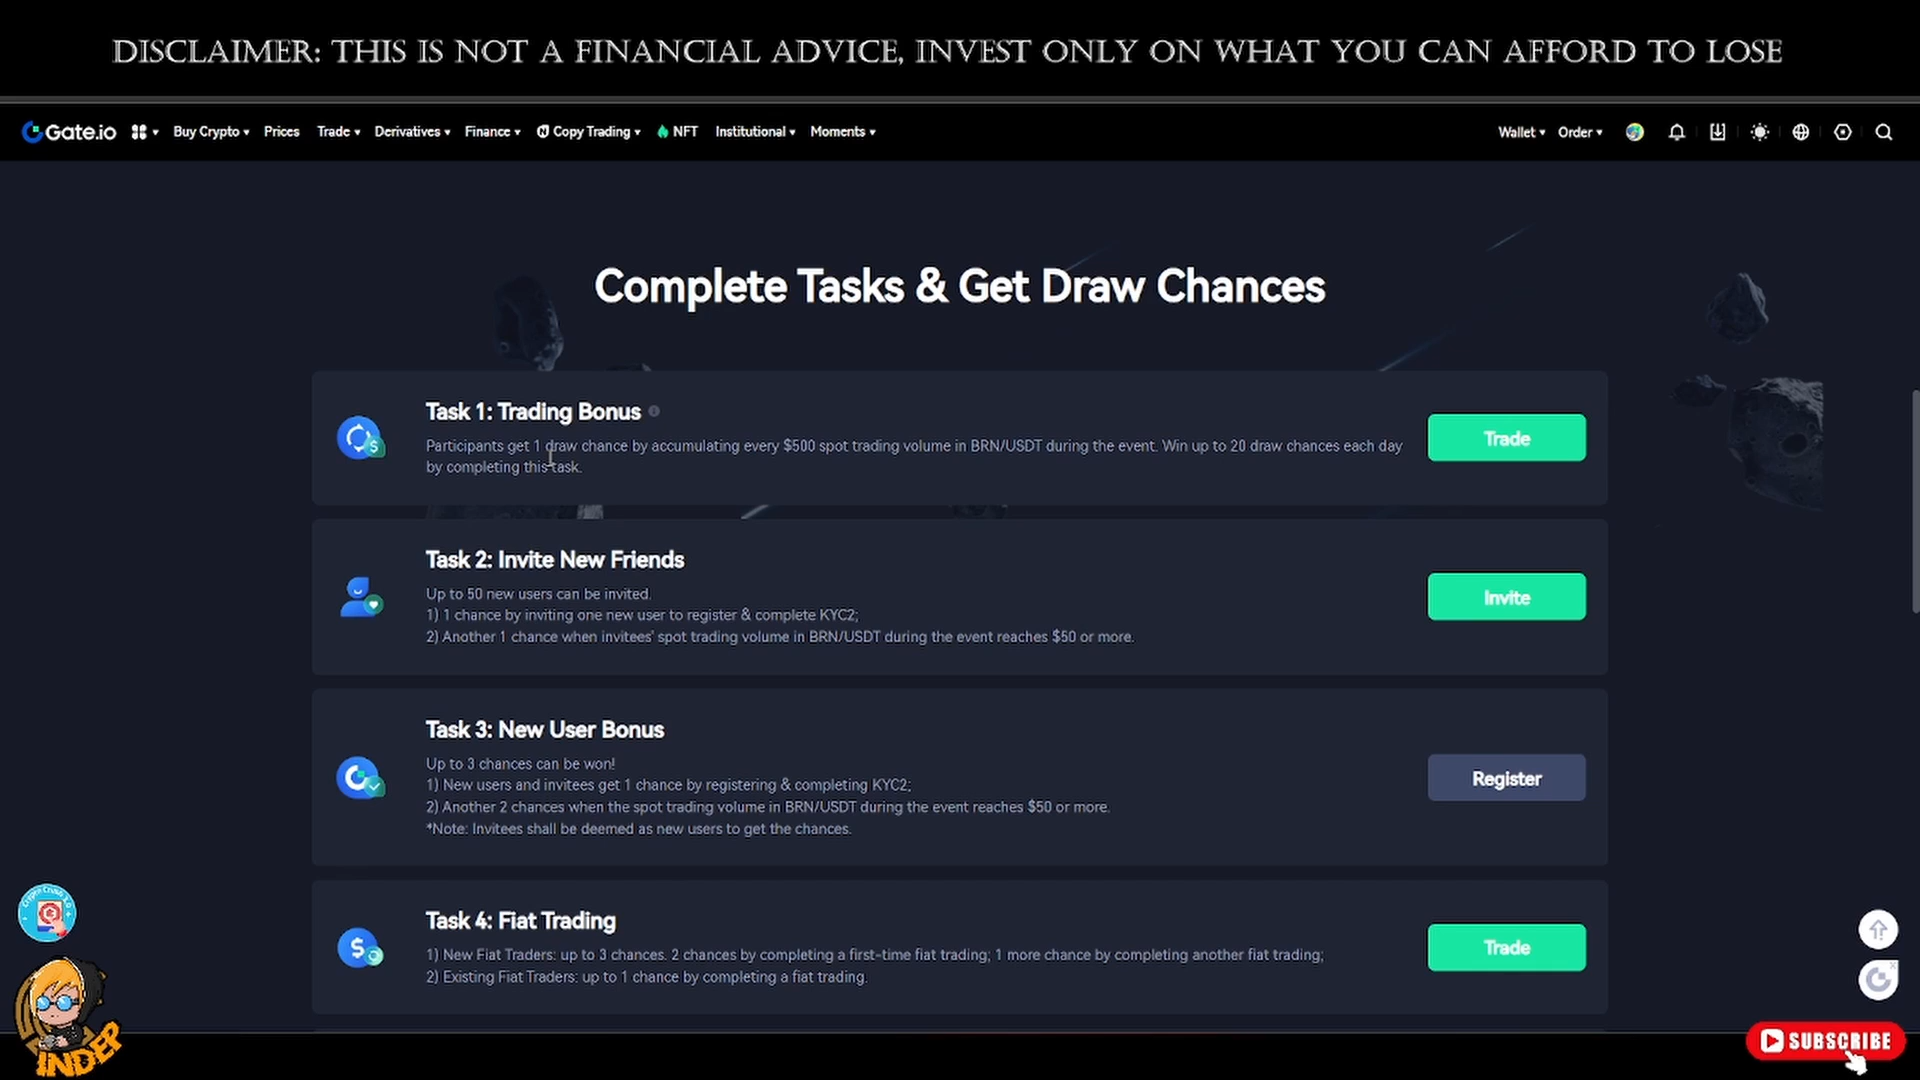 DISCLAIMER: THIS IS NOT A FINANCIAL ADVICE, INVEST ONLY ON WHAT YOU CAN AFFORD TO LOSE
Gate.io Buy Crypto Prices Trade Derivatives Finance Copy Trading NFT Institutional Moments Wallet Order
Complete Tasks & Get Draw Chances
Task 1: Trading Bonus
Participants get 1 draw chance by accumulating every $500 spot trading volume in BRN/USDT during the event. Win up to 20 draw chances each day
by completing this task.
Trade
Task 2: Invite New Friends
Up to 50 new users can be invited.
1) 1 chance by inviting one new user to register & complete KYC2;
2) Another 1 chance when invitees' spot trading volume in BRN/USDT during the event reaches $50 or more.
Invite
Task 3: New User Bonus
Up to 3 chances can be won!
1) New users and invitees get 1 chance by registering & completing KYC2;
2) Another 2 chances when the spot trading volume in BRN/USDT during the event reaches $50 or more.
*Note: Invitees shall be deemed as new users to get the chances.
Register
Task 4: Fiat Trading
1) New Fiat Traders: up to 3 chances. 2 chances by completing a first-time fiat trading; 1 more chance by completing another fiat trading;
2) Existing Fiat Traders: up to 1 chance by completing a fiat trading.
Trade
INDEP
SUBSCRIBE